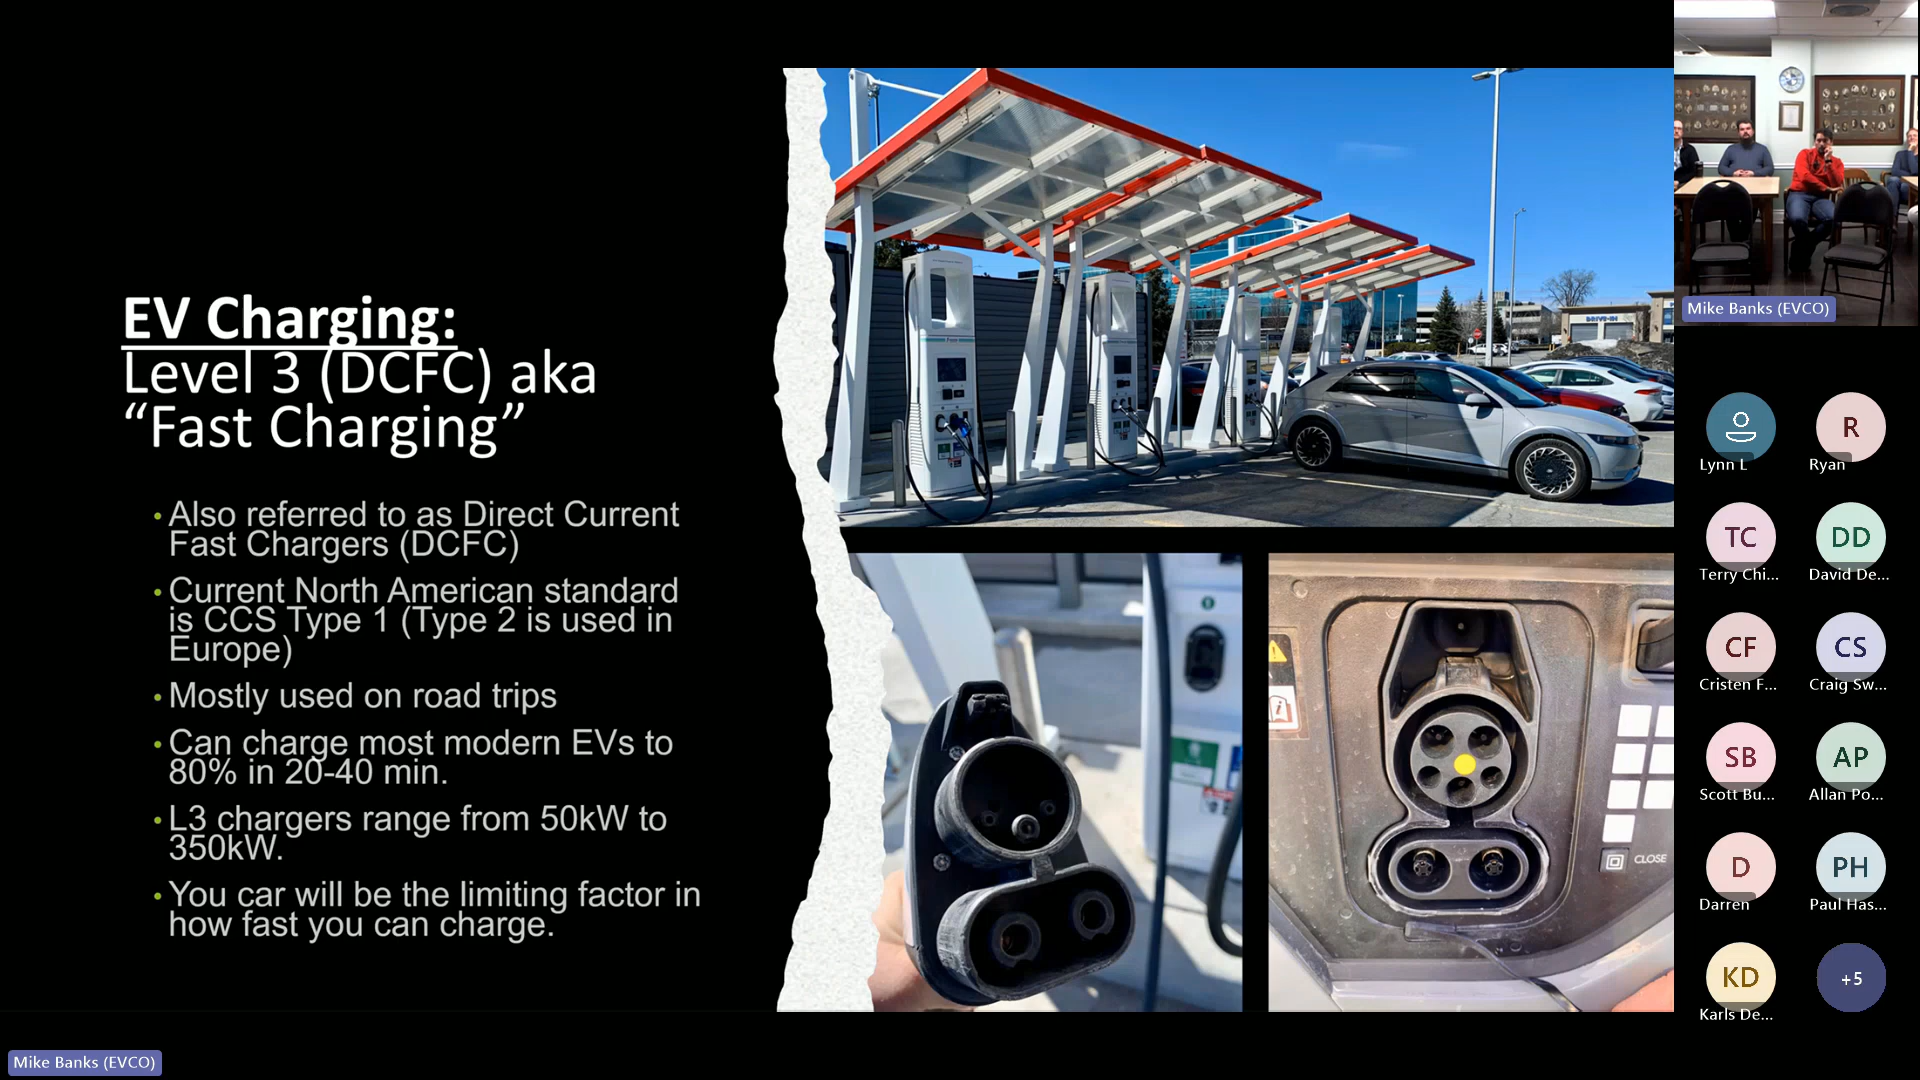 EV Charging:
Level 3 (DCFC) aka
“Fast Charging”
• Also referred to as Direct Current
Fast Chargers (DCFC)
• Current North American standard
is CCS Type 1 (Type 2 is used in
Europe)
• Mostly used on road trips
• Can charge most modern EVs to
80% in 20-40 min.
• L3 chargers range from 50kW to
350kW.
• You car will be the limiting factor in
how fast you can charge.
CLOSE
Mike Banks (EVCO)
Lynn L
R
Ryan
TC
Terry Chi...
DD
David De...
CF
Cristen F...
CS
Craig Sw...
SB
Scott Bu...
AP
Allan Po...
D
Darren
PH
Paul Has...
KD
Karls De...
+5
Mike Banks (EVCO)